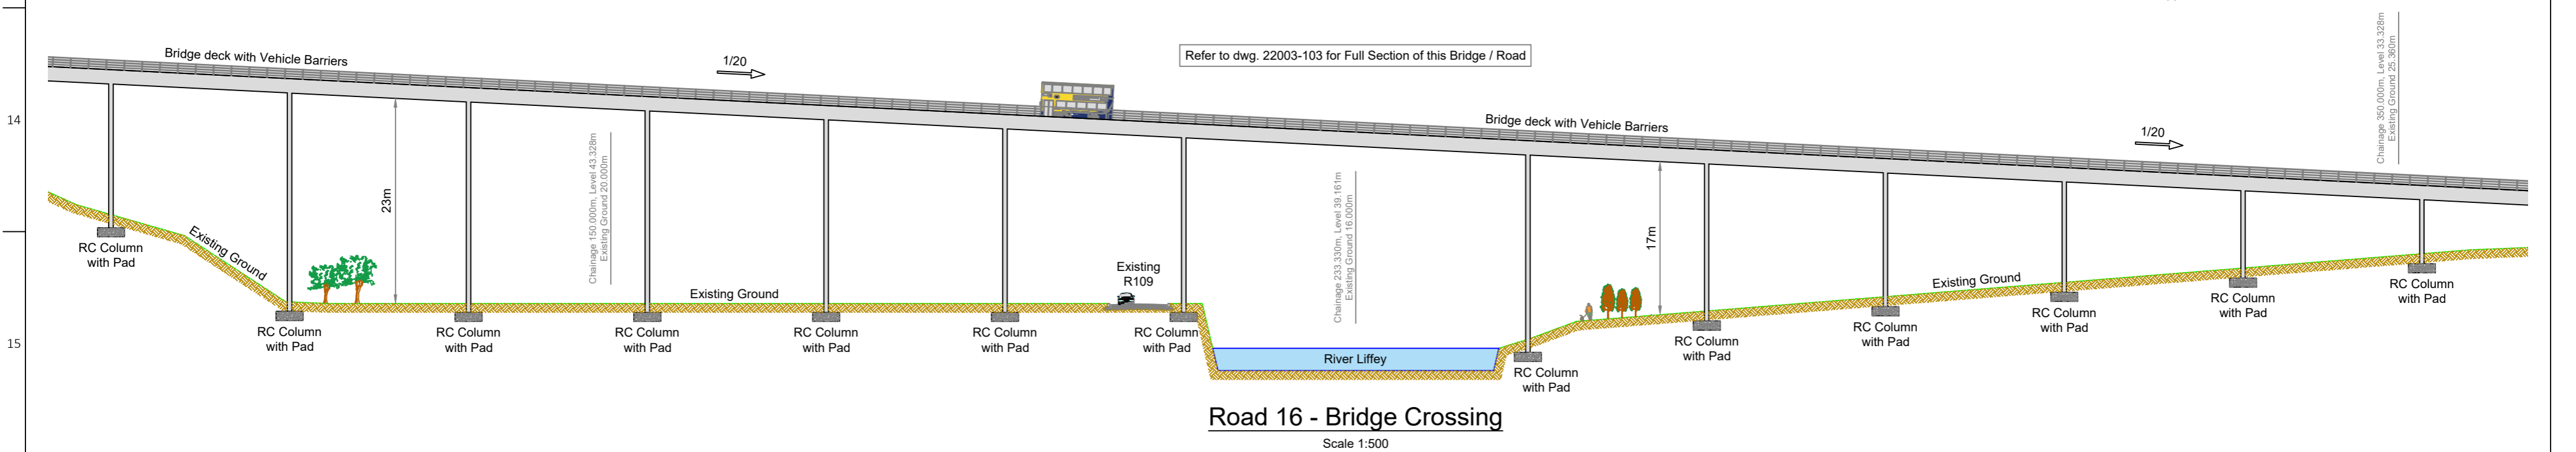 Bridge deck with Vehicle Barriers
1/20
Refer to dwg. 22003-103 for Full Section of this Bridge / Road
Chainage 350.000m, Level 33.328m
Existing Ground 25.360m
14
Bridge deck with Vehicle Barriers
1/20
23m
Chainage 150.000m, Level 43.328m
Existing Ground 20.000m
Chainage 233.330m, Level 39.161m
Existing Ground 16.000m
17m
RC Column
with Pad
Existing Ground
Existing Ground
Existing
R109
Existing Ground
RC Column
with Pad
RC Column
with Pad
RC Column
with Pad
RC Column
with Pad
RC Column
with Pad
RC Column
with Pad
15
River Liffey
RC Column
with Pad
RC Column
with Pad
RC Column
with Pad
RC Column
with Pad
RC Column
with Pad
RC Column
with Pad
Road 16 - Bridge Crossing
Scale 1:500